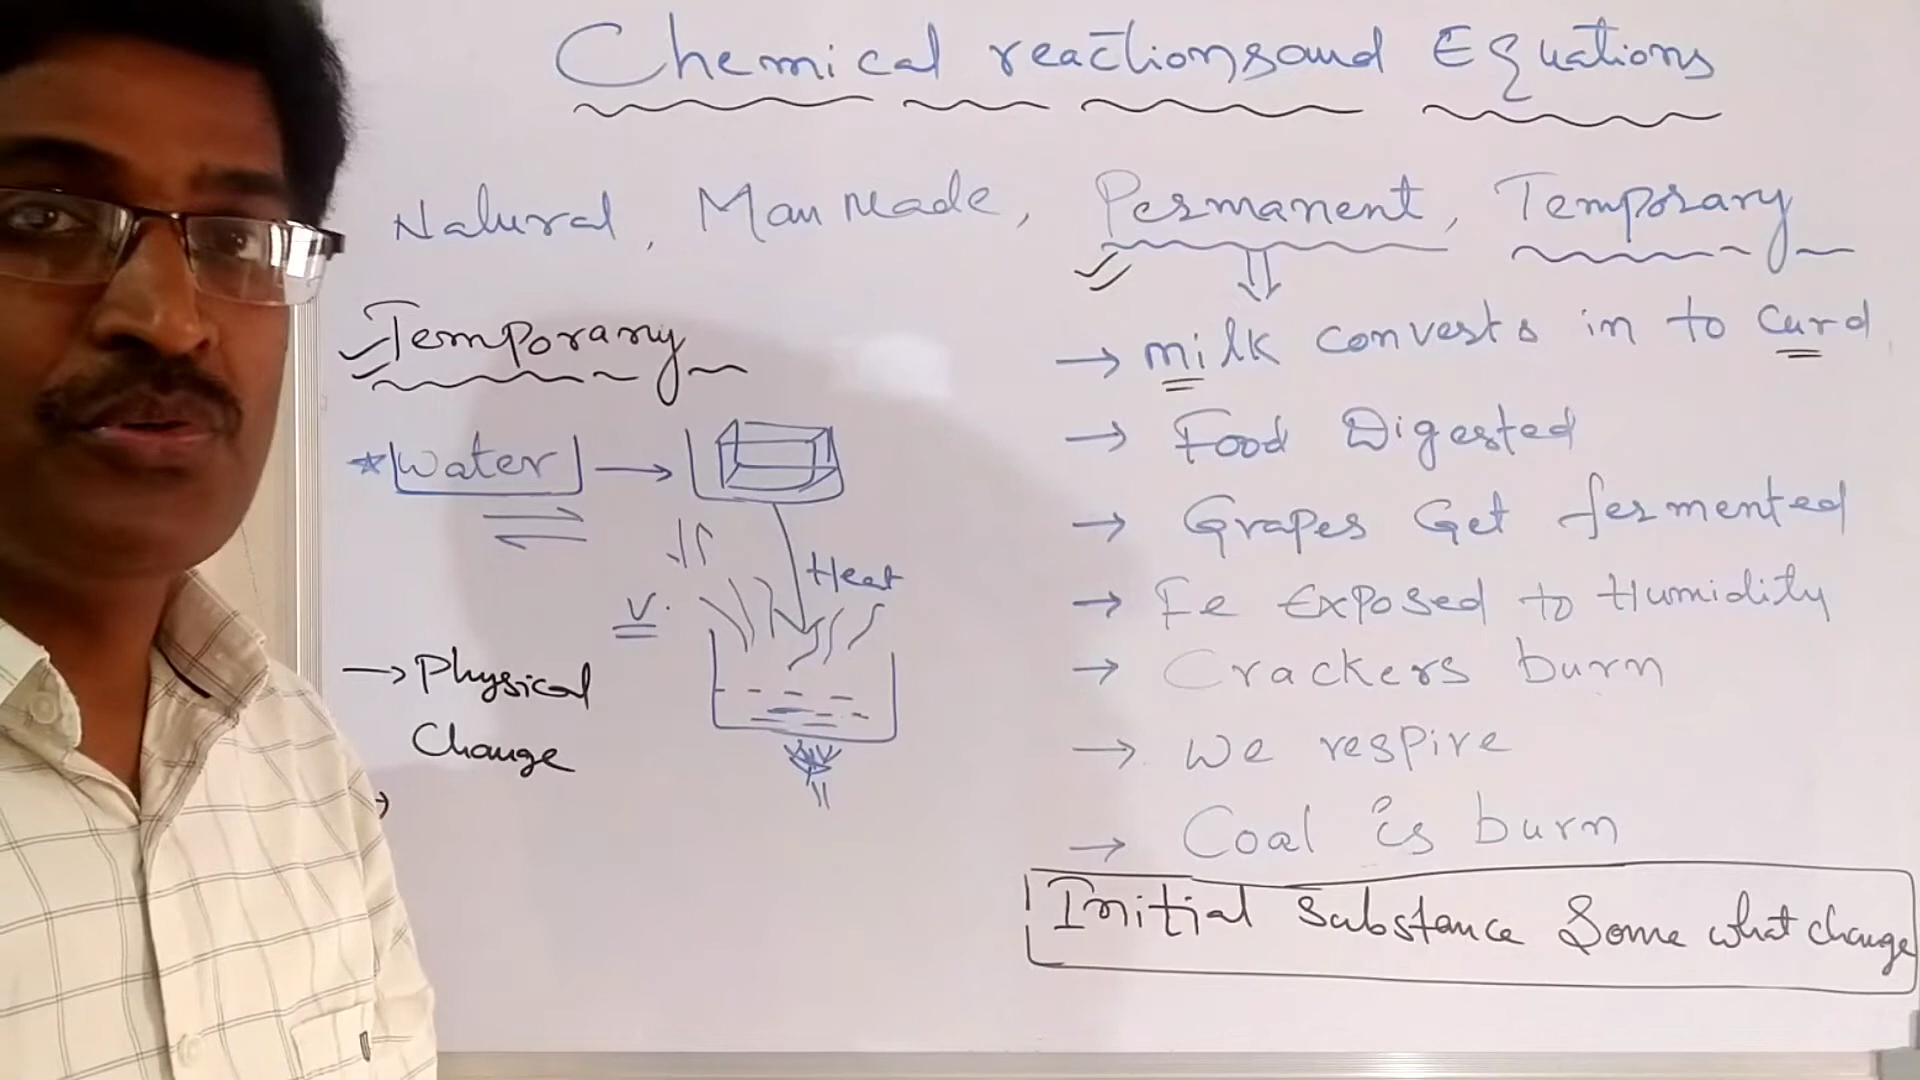 Chemical reactions and Equations
Natural, Man Made, Permanent, Temporary
Temporary
Water
Heat
V.
→ Physical
Change
→ milk converts in to Curd
→ Food Digested
→ Grapes Get fermented
→ Fe Exposed to Humidity
→ Crackers burn
→ We respire
→ Coal is burn
Initial Substance Some what change